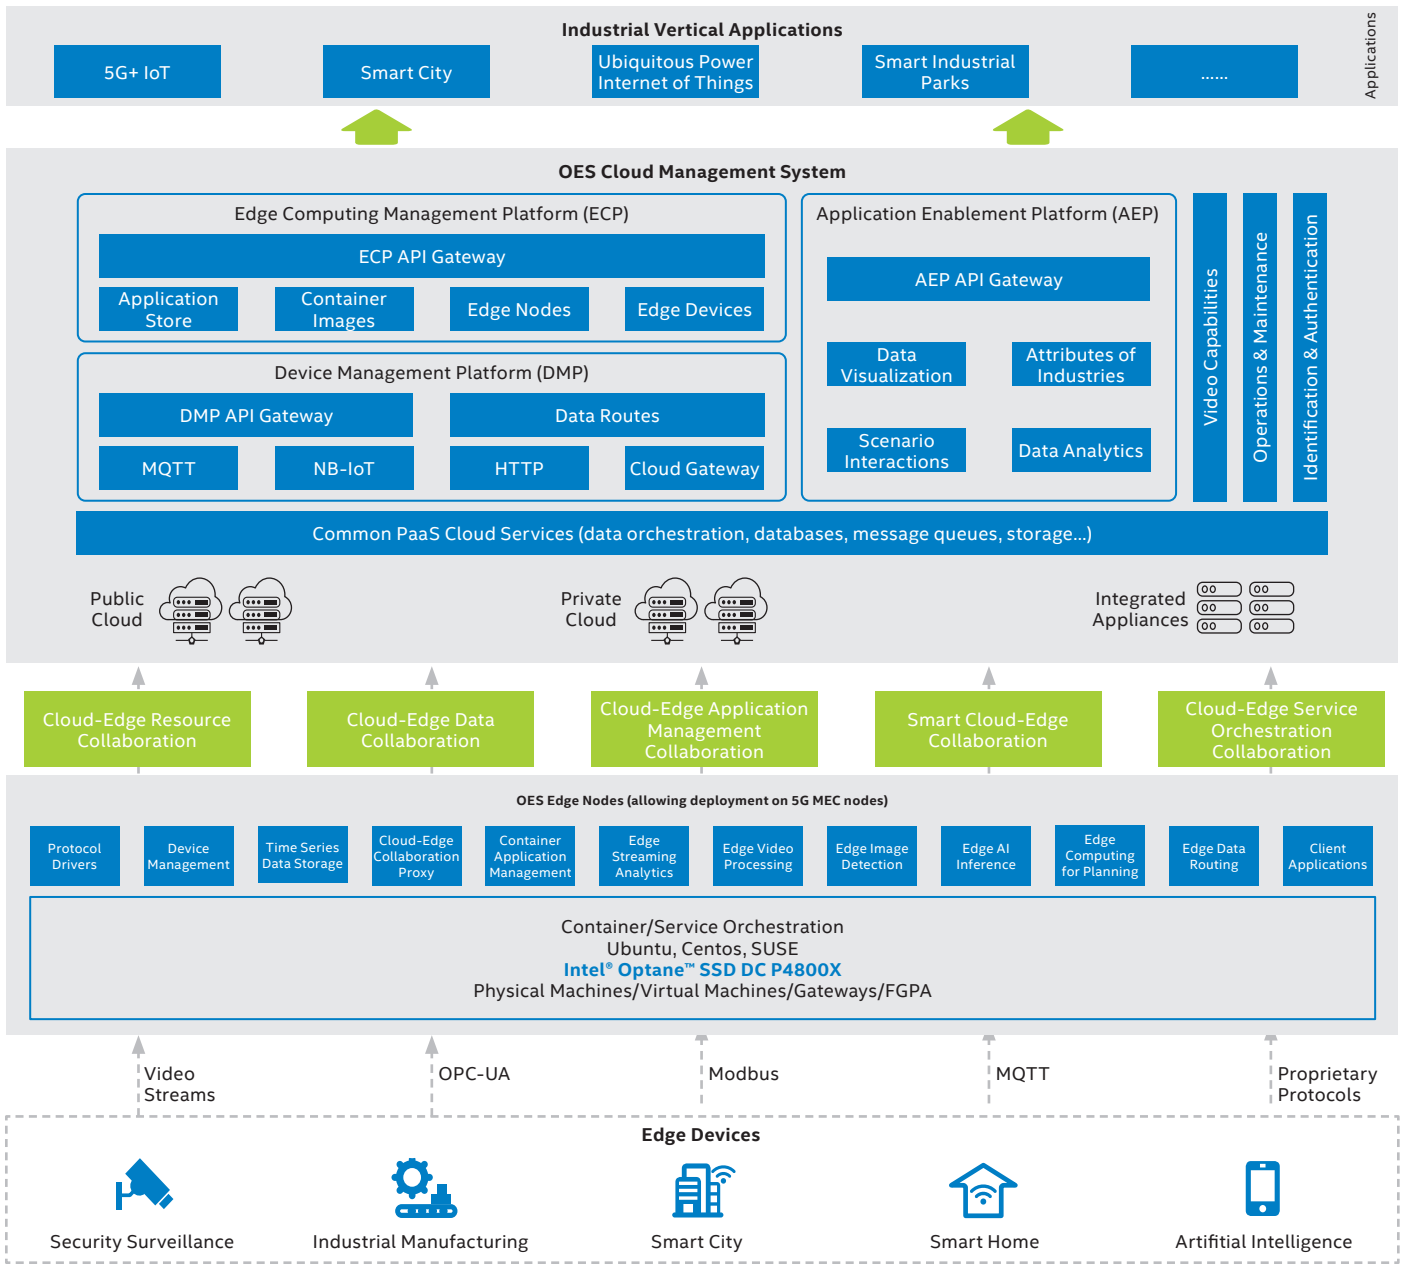 Industrial Vertical Applications
Applications
5G+ IoT
Smart City
Ubiquitous Power
Internet of Things
Smart Industrial
Parks
......
OES Cloud Management System
Edge Computing Management Platform (ECP)
ECP API Gateway
Application
Store
Container
Images
Edge Nodes
Edge Devices
Device Management Platform (DMP)
DMP API Gateway
Data Routes
MQTT
NB-IoT
HTTP
Cloud Gateway
Application Enablement Platform (AEP)
AEP API Gateway
Data
Visualization
Attributes of
Industries
Scenario
Interactions
Data Analytics
Video Capabilities
Operations & Maintenance
Identification & Authentication
Common PaaS Cloud Services (data orchestration, databases, message queues, storage...)
Public
Cloud
Private
Cloud
Integrated
Appliances
Cloud-Edge Resource
Collaboration
Cloud-Edge Data
Collaboration
Cloud-Edge Application
Management
Collaboration
Smart Cloud-Edge
Collaboration
Cloud-Edge Service
Orchestration
Collaboration
OES Edge Nodes (allowing deployment on 5G MEC nodes)
Protocol
Drivers
Device
Management
Time Series
Data Storage
Cloud-Edge
Collaboration
Proxy
Container
Application
Management
Edge
Streaming
Analytics
Edge Video
Processing
Edge Image
Detection
Edge AI
Inference
Edge
Computing
for Planning
Edge Data
Routing
Client
Applications
Container/Service Orchestration
Ubuntu, Centos, SUSE
Intel® Optane™ SSD DC P4800X
Physical Machines/Virtual Machines/Gateways/FGPA
Video
Streams
OPC-UA
Modbus
MQTT
Proprietary
Protocols
Edge Devices
Security Surveillance
Industrial Manufacturing
Smart City
Smart Home
Artifitial Intelligence